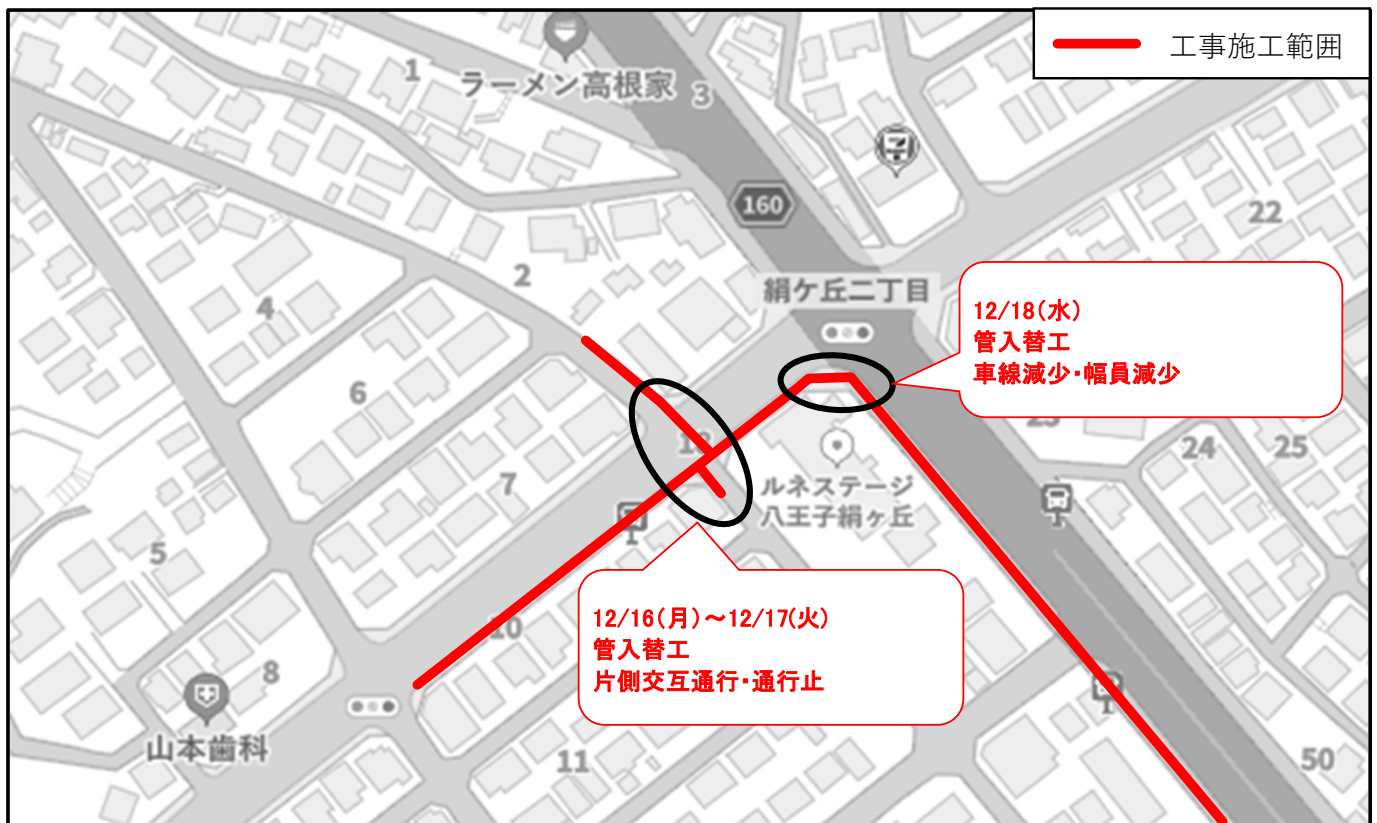 工事施工範囲
1
ラーメン高根家
3
160
22
2
絹ケ丘二丁目
4
12/18(水)
管入替工
車線減少・幅員減少
6
23
24
25
7
ルネステージ
八王子絹ヶ丘
5
12/16(月)～12/17(火)
管入替工
片側交互通行・通行止
10
8
山本歯科
11
50